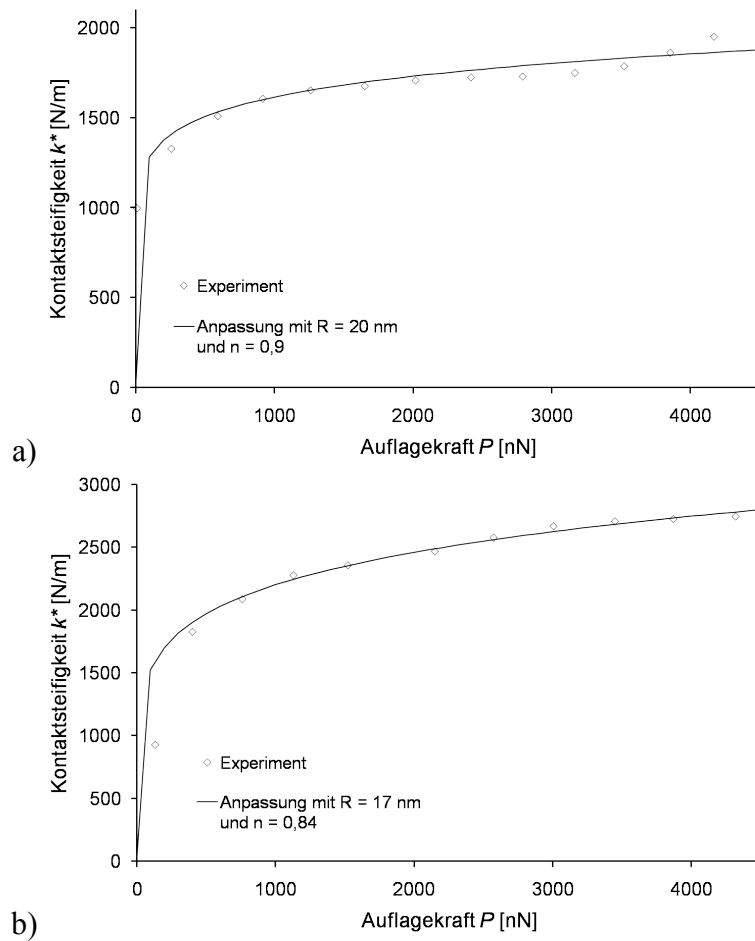 2000
1500
1000
500
0
Kontaktsteifigkeit k* [N/m]
Experiment
Anpassung mit R = 20 nm
und n = 0,9
0 1000 2000 3000 4000
Auflagekraft P [nN]
a)
3000
2500
2000
1500
1000
500
0
Kontaktsteifigkeit k* [N/m]
Experiment
Anpassung mit R = 17 nm
und n = 0,84
0 1000 2000 3000 4000
Auflagekraft P [nN]
b)